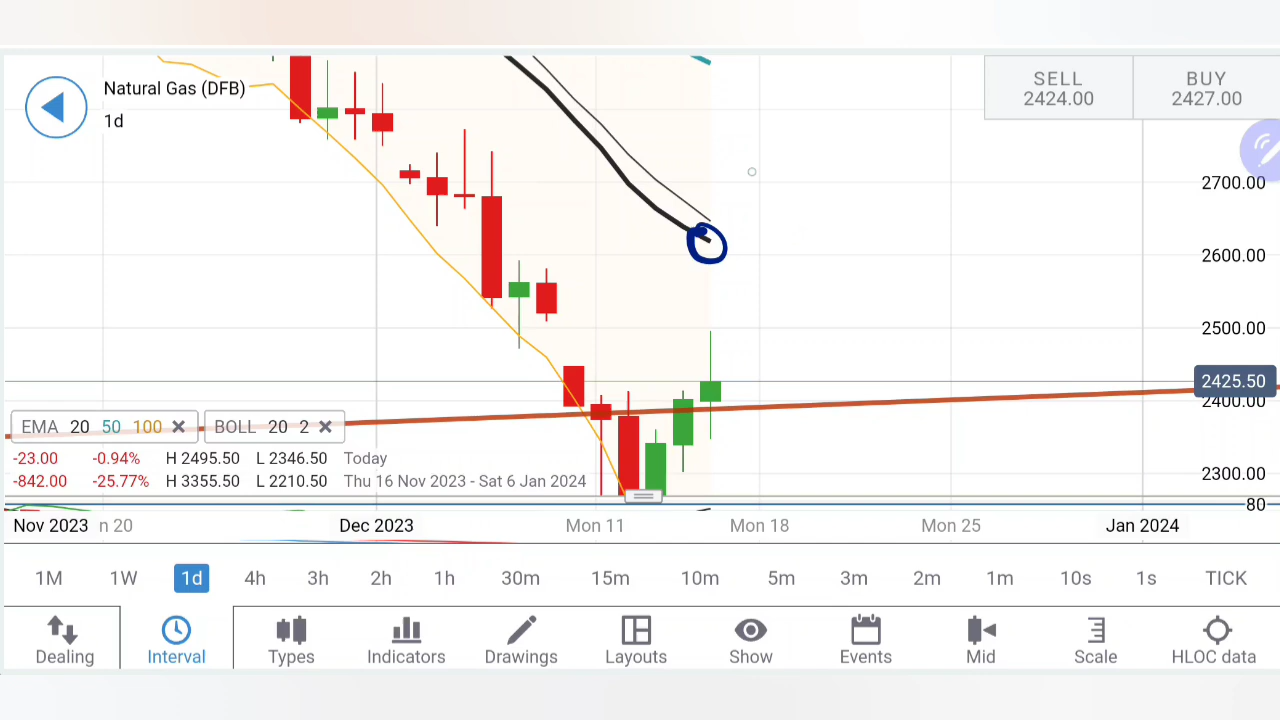 Natural Gas (DFB)
1d
SELL
2424.00
BUY
2427.00
2700.00
2600.00
2500.00
2425.50
2400.00
2300.00
80
EMA 20 50 100
BOLL 20 2
-23.00 -0.94% H 2495.50 L 2346.50 Today
-842.00 -25.77% H 3355.50 L 2210.50 Thu 16 Nov 2023 - Sat 6 Jan 2024
Nov 2023 n 20 Dec 2023 Mon 11 Mon 18 Mon 25 Jan 2024
1M 1W 1d 4h 3h 2h 1h 30m 15m 10m 5m 3m 2m 1m 10s 1s TICK
Dealing Interval Types Indicators Drawings Layouts Show Events Mid Scale HLOC data